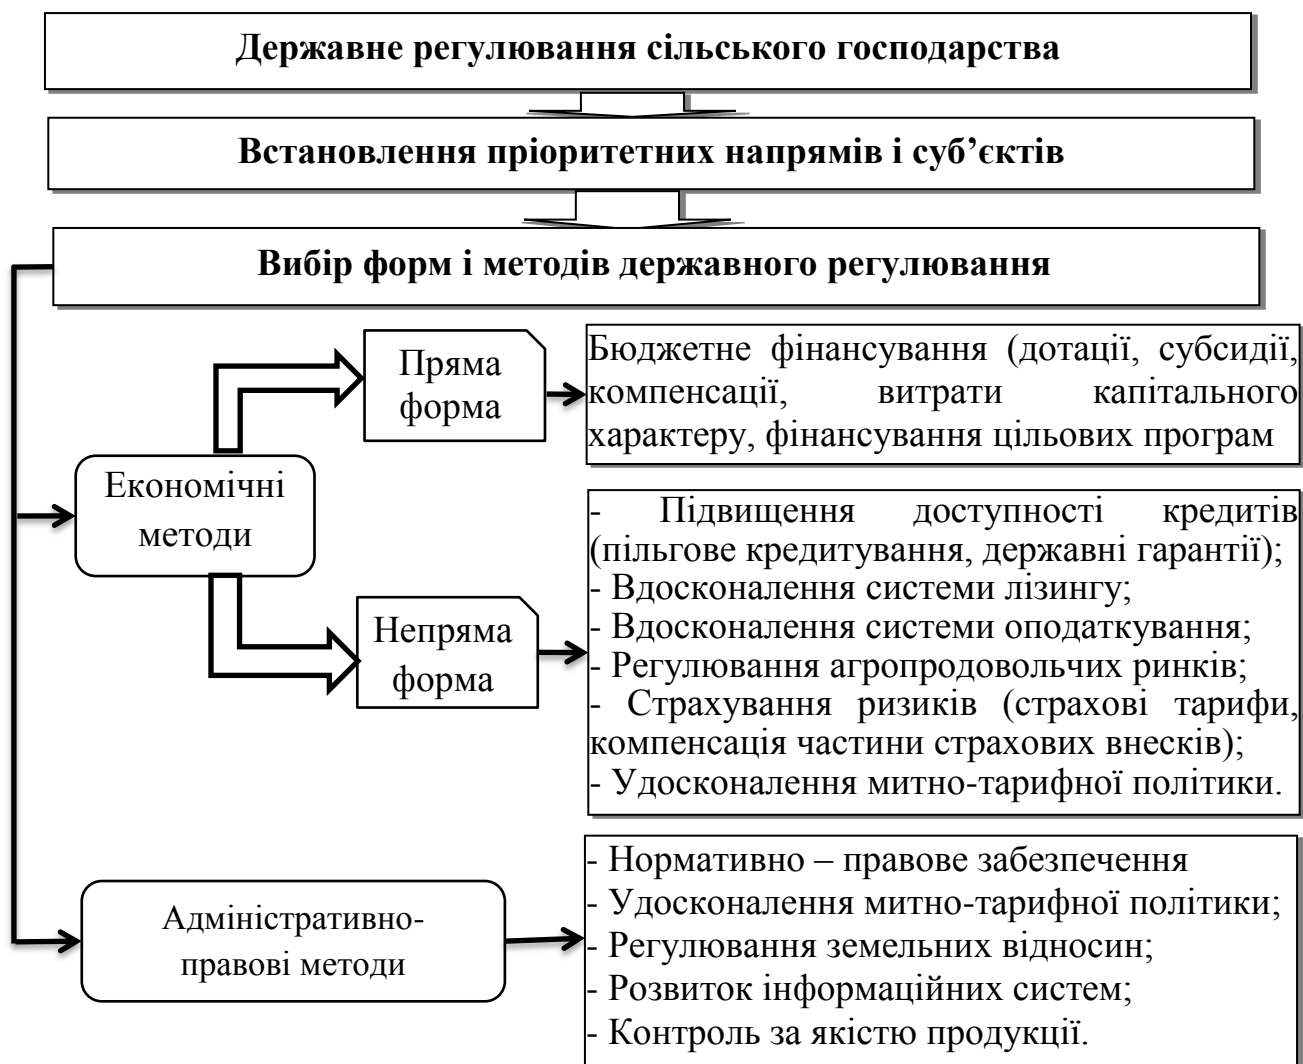 Державне регулювання сільського господарства
Встановлення пріоритетних напрямів і суб’єктів
Вибір форм і методів державного регулювання
Пряма
форма
Бюджетне фінансування (дотації, субсидії,
компенсації, витрати капітального
характеру, фінансування цільових програм
Економічні
методи
Непряма
форма
- Підвищення доступності кредитів
(пільгове кредитування, державні гарантії);
- Вдосконалення системи лізингу;
- Вдосконалення системи оподаткування;
- Регулювання агропродовольчих ринків;
- Страхування ризиків (страхові тарифи,
компенсація частини страхових внесків);
- Удосконалення митно-тарифної політики.
Адміністративно-
правові методи
- Нормативно – правове забезпечення
- Удосконалення митно-тарифної політики;
- Регулювання земельних відносин;
- Розвиток інформаційних систем;
- Контроль за якістю продукції.